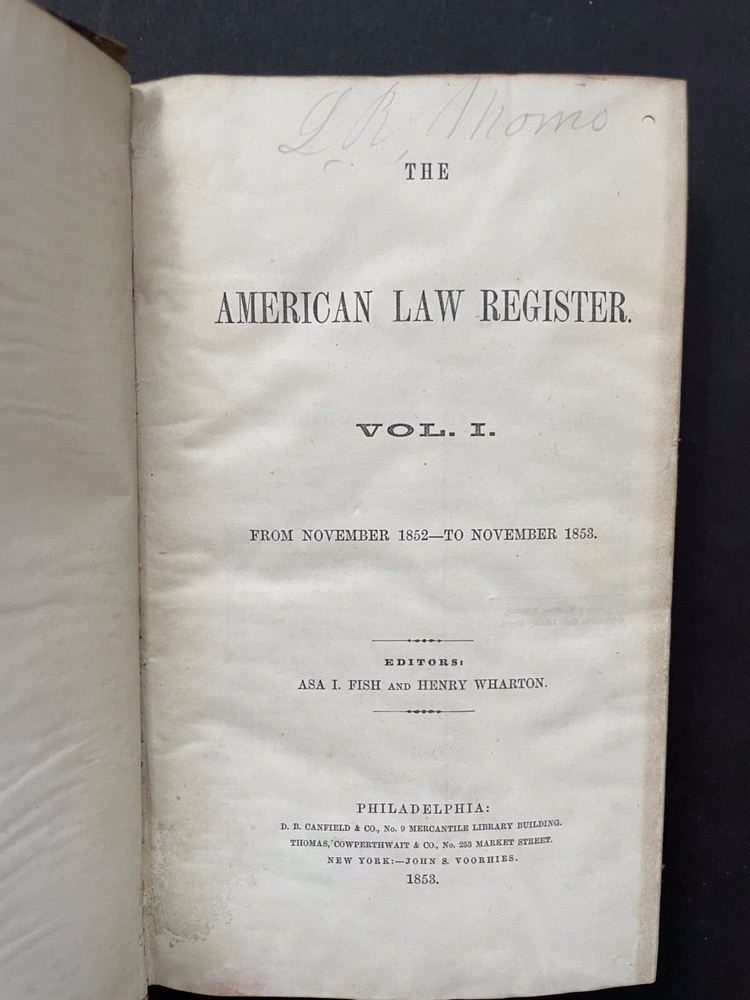 L. R.
THE
AMERICAN LAW REGISTER.
VOL. I.
FROM NOVEMBER 1852—TO NOVEMBER 1853.
EDITORS:
ASA I. FISH AND HENRY WHARTON.
PHILADELPHIA:
D. B. CANFIELD & CO., No. 9 MERCANTILE LIBRARY BUILDING.
THOMAS, COWPERTHWAIT & CO., No. 253 MARKET STREET.
NEW YORK:—JOHN S. VOORHIES.
1853.